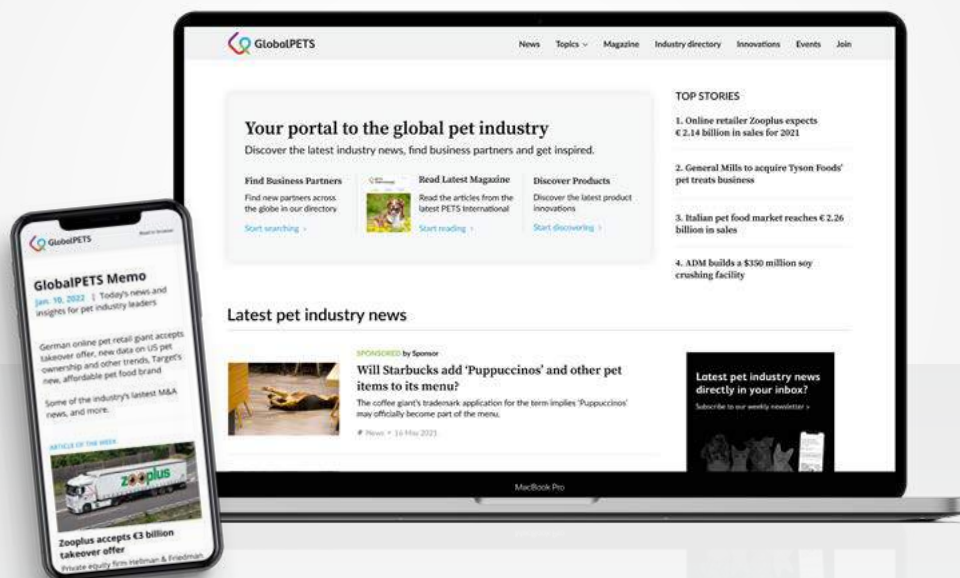 GlobalPETS
News Topics Magazine Industry directory Innovations Events Join
Your portal to the global pet industry
Discover the latest industry news, find business partners and get inspired.
Find Business Partners
Find new partners across
the globe in our directory
Start searching ›
Read Latest Magazine
Read the articles from the
latest PETS International
Start reading ›
Discover Products
Discover the latest product
innovations
Start discovering ›
TOP STORIES
1. Online retailer Zooplus expects
€ 2.14 billion in sales for 2021
2. General Mills to acquire Tyson Foods'
pet treats business
3. Italian pet food market reaches € 2.26
billion in sales
4. ADM builds a $350 million soy
crushing facility
Latest pet industry news
SPONSORED by Sponsor
Will Starbucks add 'Puppuccinos' and other pet
items to its menu?
The coffee giant's trademark application for the term implies 'Puppuccinos'
may officially become part of the menu.
# News • 16 May 2021
Latest pet industry news
directly in your inbox?
Subscribe to our weekly newsletter >
MacBook Pro
GlobalPETS
Read in browser
GlobalPETS Memo
Jan. 10, 2022 | Today's news and
insights for pet industry leaders
German online pet retail giant accepts
takeover offer, new data on US pet
ownership and other trends, Target's
new, affordable pet food brand
Some of the industry's lastest M&A
news, and more.
ARTICLE OF THE WEEK
zooplus
Zooplus accepts €3 billion
takeover offer
Private equity firm Hellman & Friedman